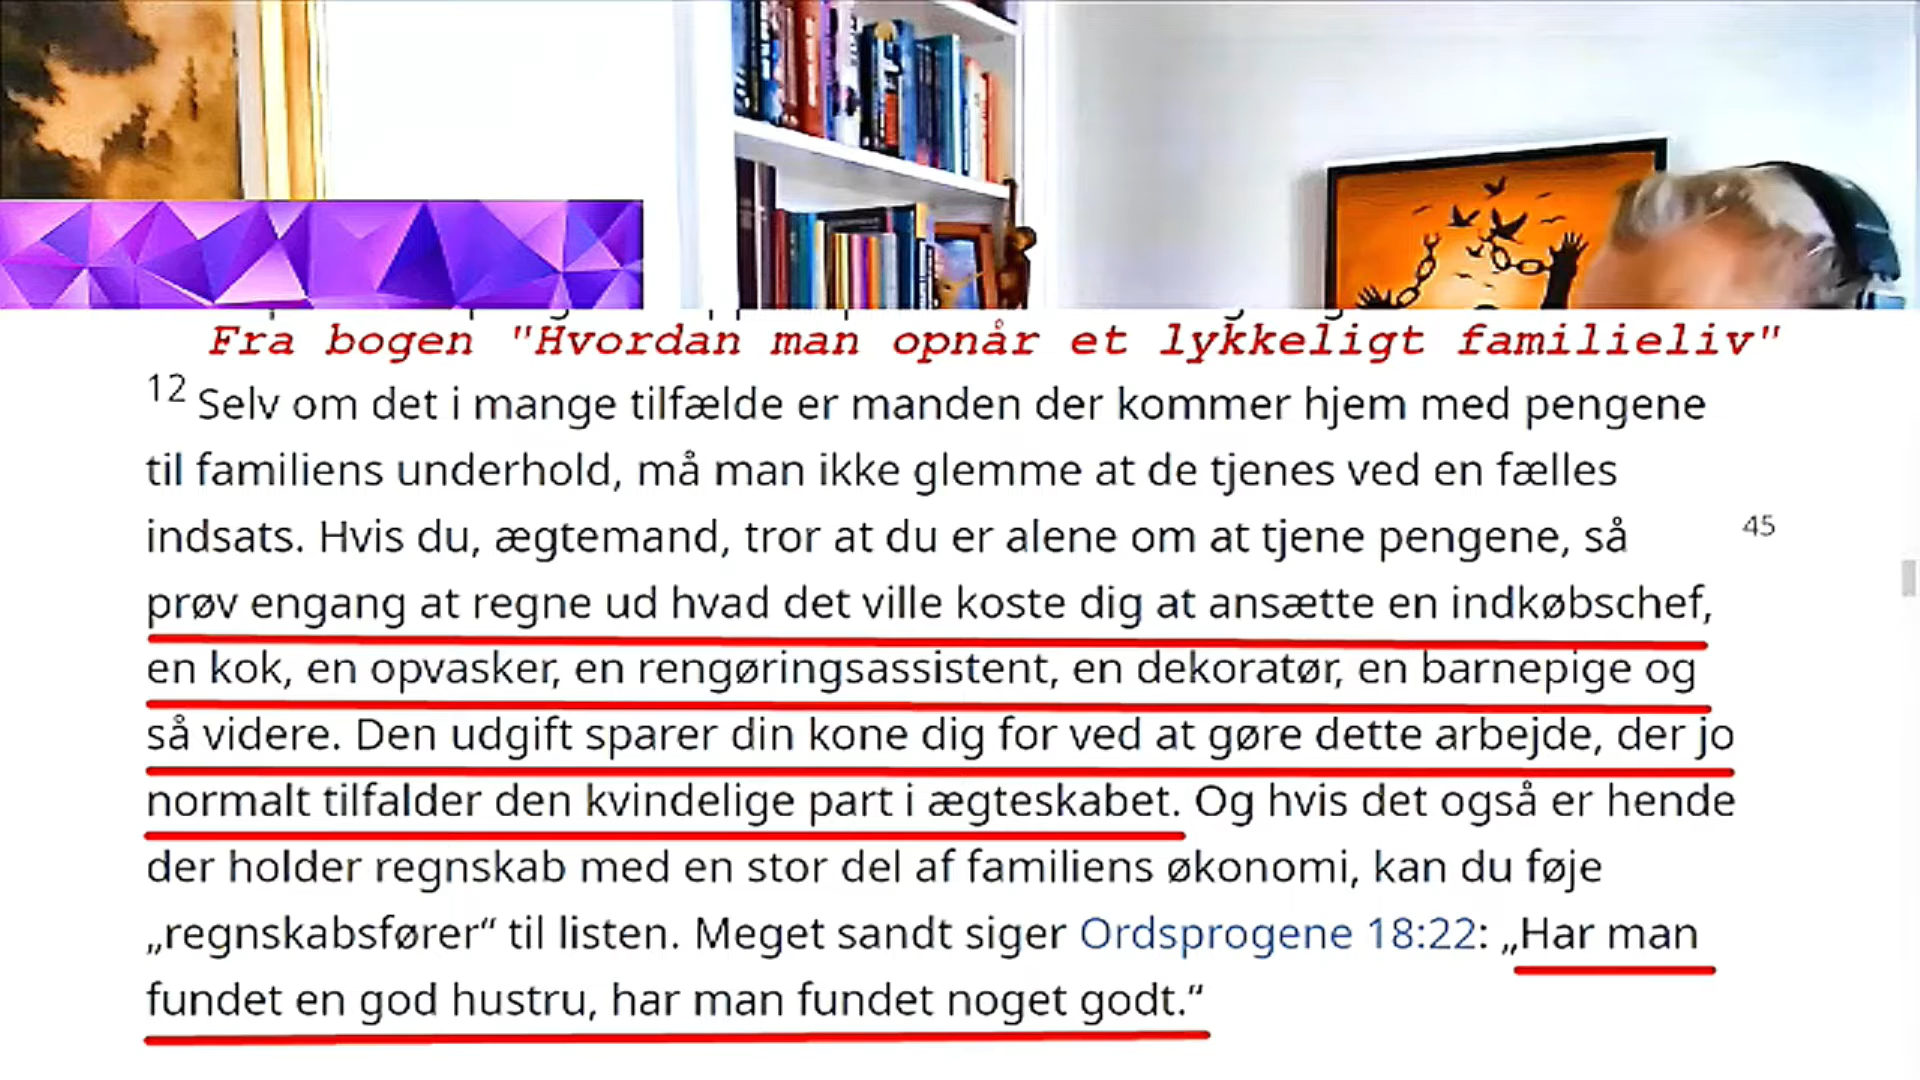 Fra bogen "Hvordan man opnår et lykkeligt familieliv"
12 Selv om det i mange tilfælde er manden der kommer hjem med pengene
til familiens underhold, må man ikke glemme at de tjenes ved en fælles
indsats. Hvis du, ægtemand, tror at du er alene om at tjene pengene, så
45
prøv engang at regne ud hvad det ville koste dig at ansætte en indkøbschef,
en kok, en opvasker, en rengøringsassistent, en dekoratør, en barnepige og
så videre. Den udgift sparer din kone dig for ved at gøre dette arbejde, der jo
normalt tilfalder den kvindelige part i ægteskabet. Og hvis det også er hende
der holder regnskab med en stor del af familiens økonomi, kan du føje
„regnskabsfører“ til listen. Meget sandt siger Ordsprogene 18:22: „Har man
fundet en god hustru, har man fundet noget godt.“